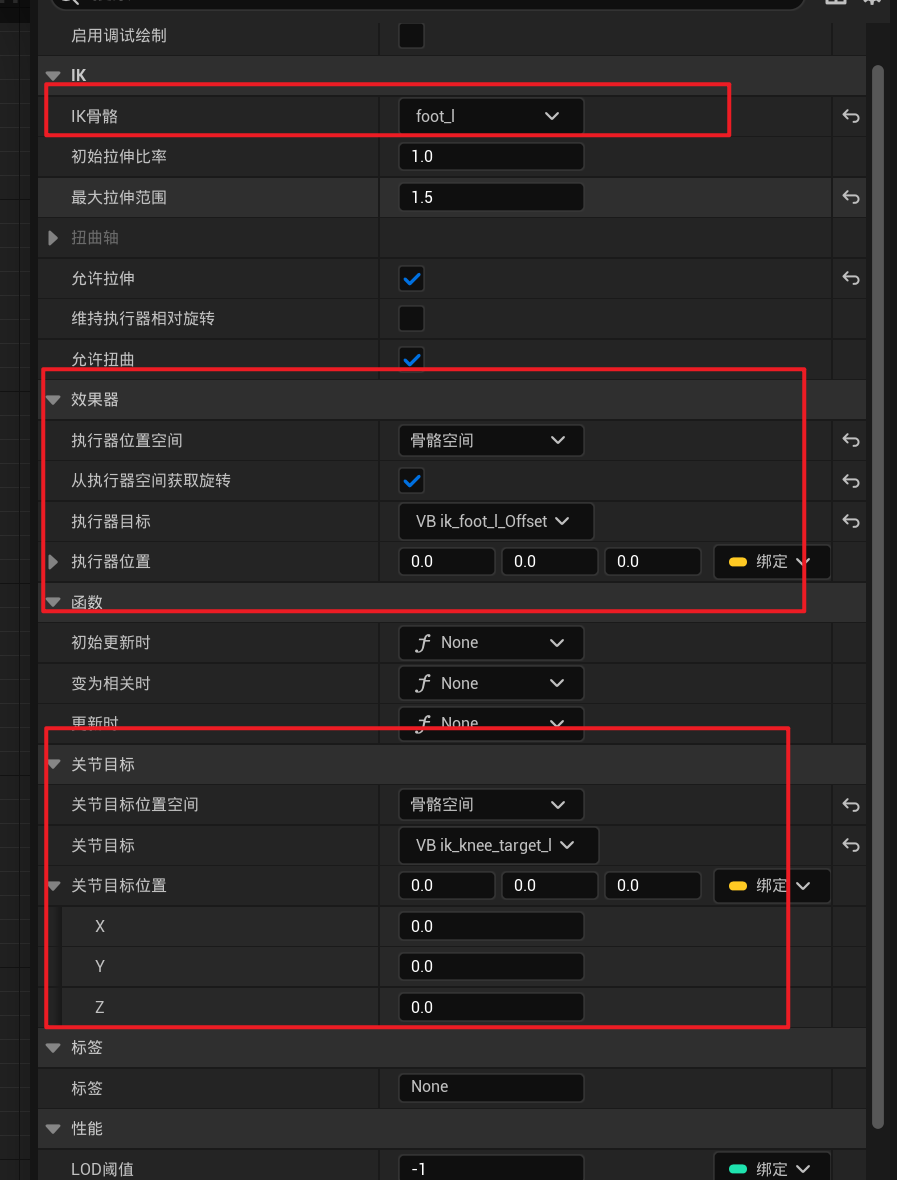 启用调试绘制
IK
IK骨骼 foot_l
初始拉伸比率 1.0
最大拉伸范围 1.5
扭曲轴
允许拉伸
维持执行器相对旋转
允许扭曲
效果器
执行器位置空间 骨骼空间
从执行器空间获取旋转
执行器目标 VB ik_foot_l_Offset
执行器位置 0.0 0.0 0.0 绑定
函数
初始更新时 f None
变为相关时 f None
更新时 f None
关节目标
关节目标位置空间 骨骼空间
关节目标 VB ik_knee_target_l
关节目标位置 0.0 0.0 0.0 绑定
X 0.0
Y 0.0
Z 0.0
标签
标签 None
性能
LOD阈值 -1 绑定